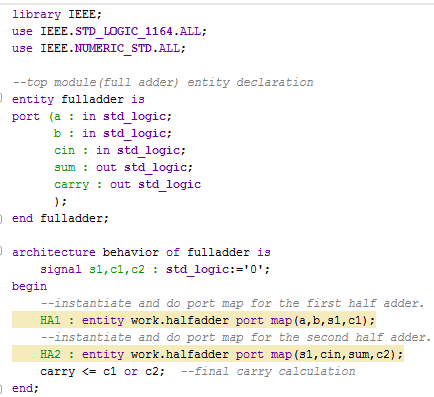 library IEEE;
use IEEE.STD_LOGIC_1164.ALL;
use IEEE.NUMERIC_STD.ALL;

--top module(full adder) entity declaration
entity fulladder is
port (a : in std_logic;
      b : in std_logic;
      cin : in std_logic;
      sum : out std_logic;
      carry : out std_logic
      );
end fulladder;

architecture behavior of fulladder is
    signal s1,c1,c2 : std_logic:='0';
begin
    --instantiate and do port map for the first half adder.
    HA1 : entity work.halfadder port map(a,b,s1,c1);
    --instantiate and do port map for the second half adder.
    HA2 : entity work.halfadder port map(s1,cin,sum,c2);
    carry <= c1 or c2;  --final carry calculation
end;